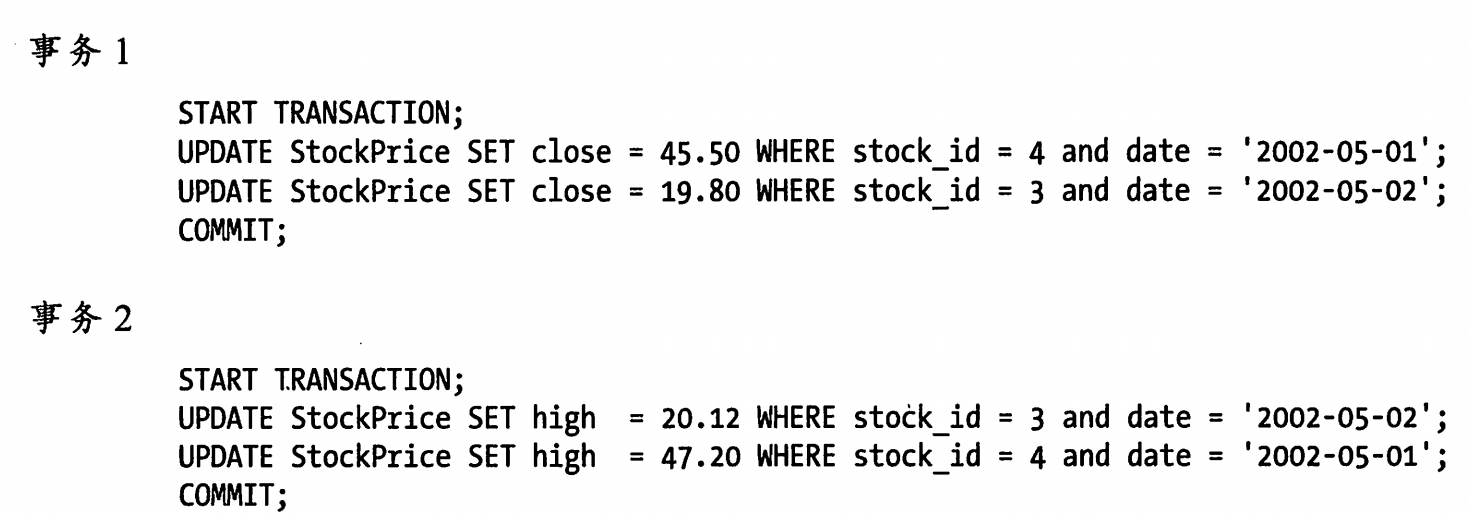 事务 1
START TRANSACTION;
UPDATE StockPrice SET close = 45.50 WHERE stock_id = 4 and date = '2002-05-01';
UPDATE StockPrice SET close = 19.80 WHERE stock_id = 3 and date = '2002-05-02';
COMMIT;
事务 2
START TRANSACTION;
UPDATE StockPrice SET high  = 20.12 WHERE stock_id = 3 and date = '2002-05-02';
UPDATE StockPrice SET high  = 47.20 WHERE stock_id = 4 and date = '2002-05-01';
COMMIT;